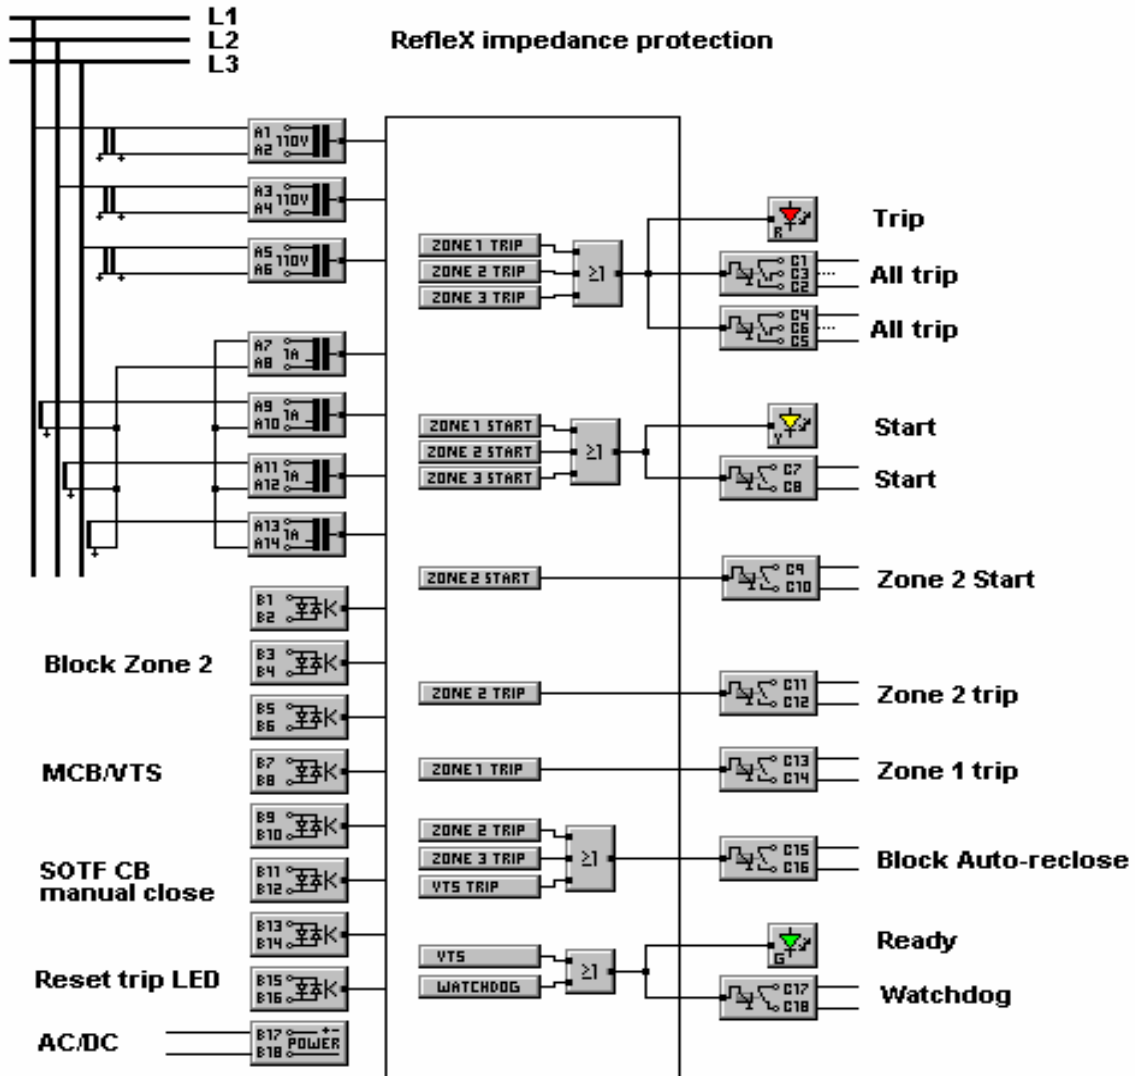 L1
L2
L3
RefleX impedance protection
A1
A2
110V
A3
A4
110V
A5
A6
110V
A7
A8
1A
A9
A10
1A
A11
A12
1A
A13
A14
1A
B1
B2
Block Zone 2
B3
B4
B5
B6
MCB/VTS
B7
B8
B9
B10
SOTF CB
manual close
B11
B12
B13
B14
Reset trip LED
B15
B16
AC/DC
B17
B18
+-
POWER
ZONE 1 TRIP
ZONE 2 TRIP
ZONE 3 TRIP
≥1
R
Trip
C1
C3
C2
All trip
C4
C6
C5
All trip
ZONE 1 START
ZONE 2 START
ZONE 3 START
≥1
Y
Start
C7
C8
Start
ZONE 2 START
C9
C10
Zone 2 Start
ZONE 2 TRIP
C11
C12
Zone 2 trip
ZONE 1 TRIP
C13
C14
Zone 1 trip
ZONE 2 TRIP
ZONE 3 TRIP
VTS TRIP
≥1
C15
C16
Block Auto-reclose
VTS
WATCHDOG
≥1
G
Ready
C17
C18
Watchdog